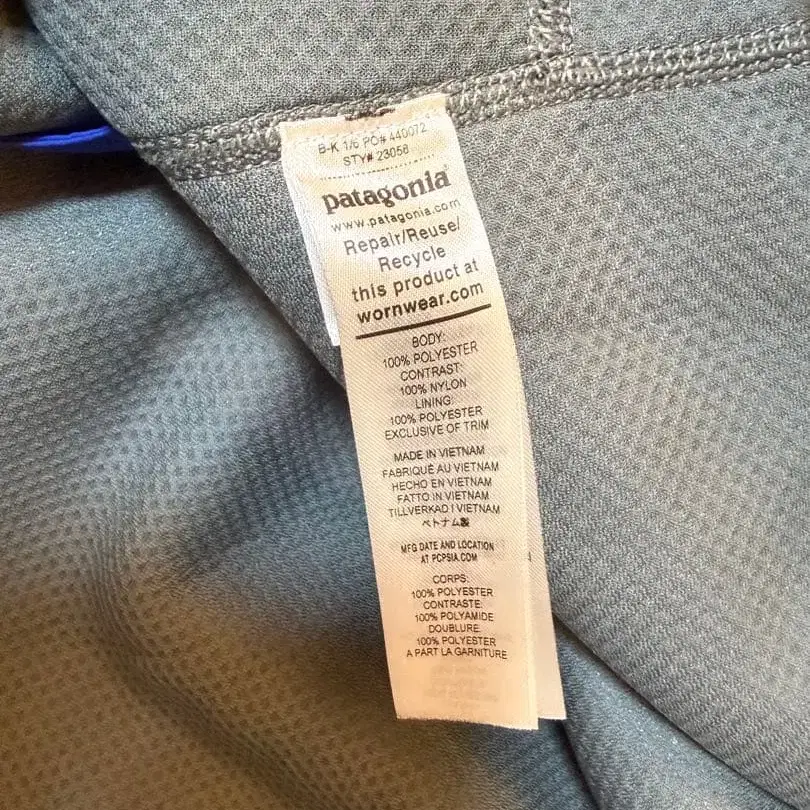 B-K 1/6 PO# 440072
STY# 23058
patagonia®
www.patagonia.com
Repair/Reuse/
Recycle
this product at
wornwear.com
BODY:
100% POLYESTER
CONTRAST:
100% NYLON
LINING:
100% POLYESTER
EXCLUSIVE OF TRIM
MADE IN VIETNAM
FABRIQUÉ AU VIETNAM
HECHO EN VIETNAM
FATTO IN VIETNAM
TILLVERKAD I VIETNAM
ベトナム製
MFG DATE AND LOCATION
AT PCPSIA.COM
CORPS:
100% POLYESTER
CONTRASTE:
100% POLYAMIDE
DOUBLURE:
100% POLYESTER
A PART LA GARNITURE